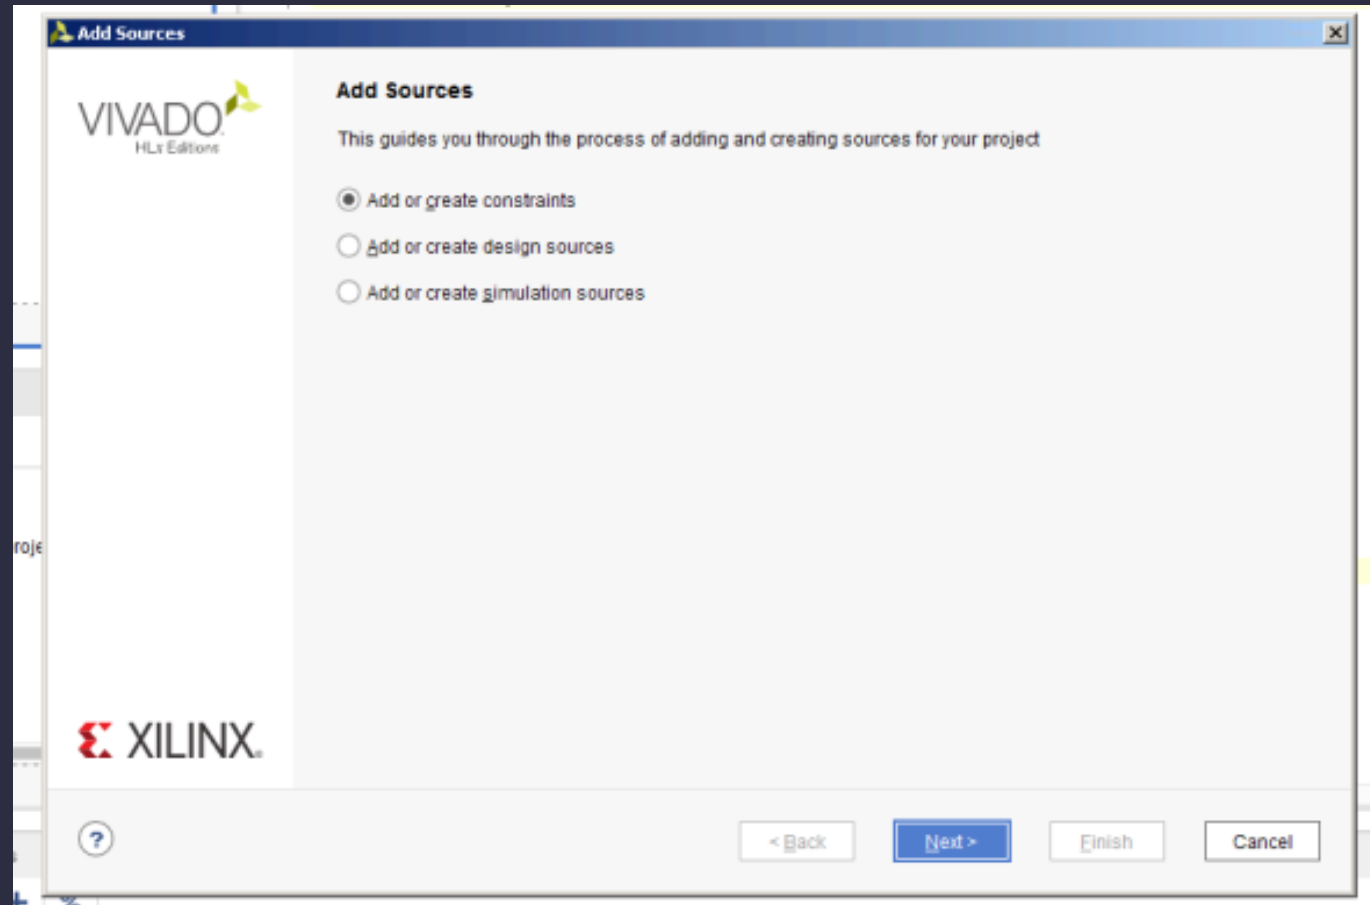 Add Sources
VIVADO
HLx Editions
Add Sources
This guides you through the process of adding and creating sources for your project
Add or create constraints
Add or create design sources
Add or create simulation sources
roje
XILINX
?
< Back
Next >
Finish
Cancel